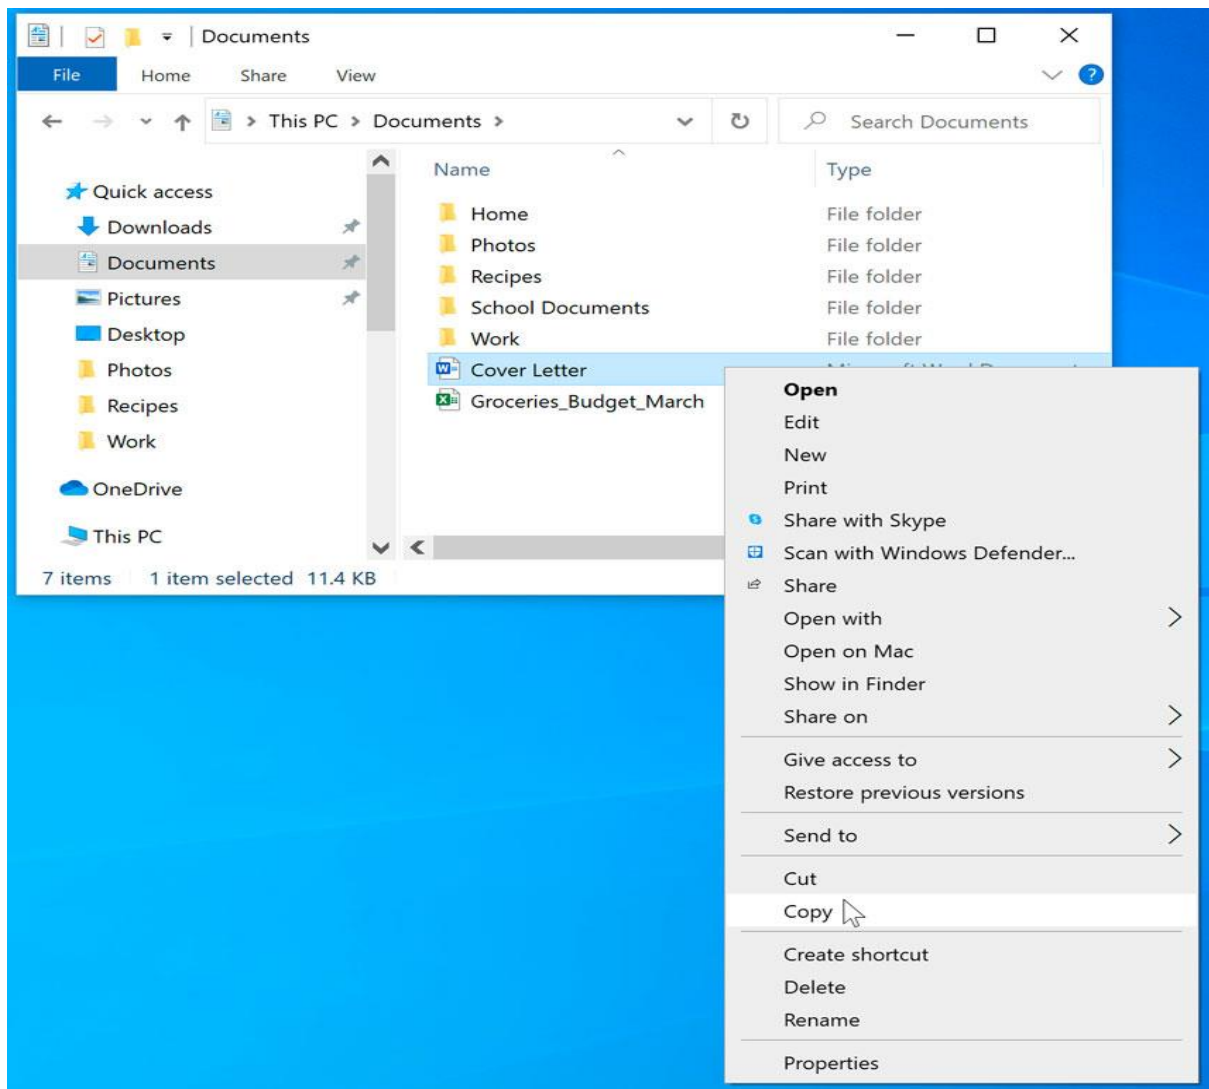 Documents
File Home Share View
This PC > Documents >
Search Documents
Name Type
Quick access
Downloads
Documents
Pictures
Desktop
Photos
Recipes
Work
OneDrive
This PC
Home File folder
Photos File folder
Recipes File folder
School Documents File folder
Work File folder
Cover Letter
Groceries_Budget_March
7 items 1 item selected 11.4 KB
Open
Edit
New
Print
Share with Skype
Scan with Windows Defender...
Share
Open with
Open on Mac
Show in Finder
Share on
Give access to
Restore previous versions
Send to
Cut
Copy
Create shortcut
Delete
Rename
Properties